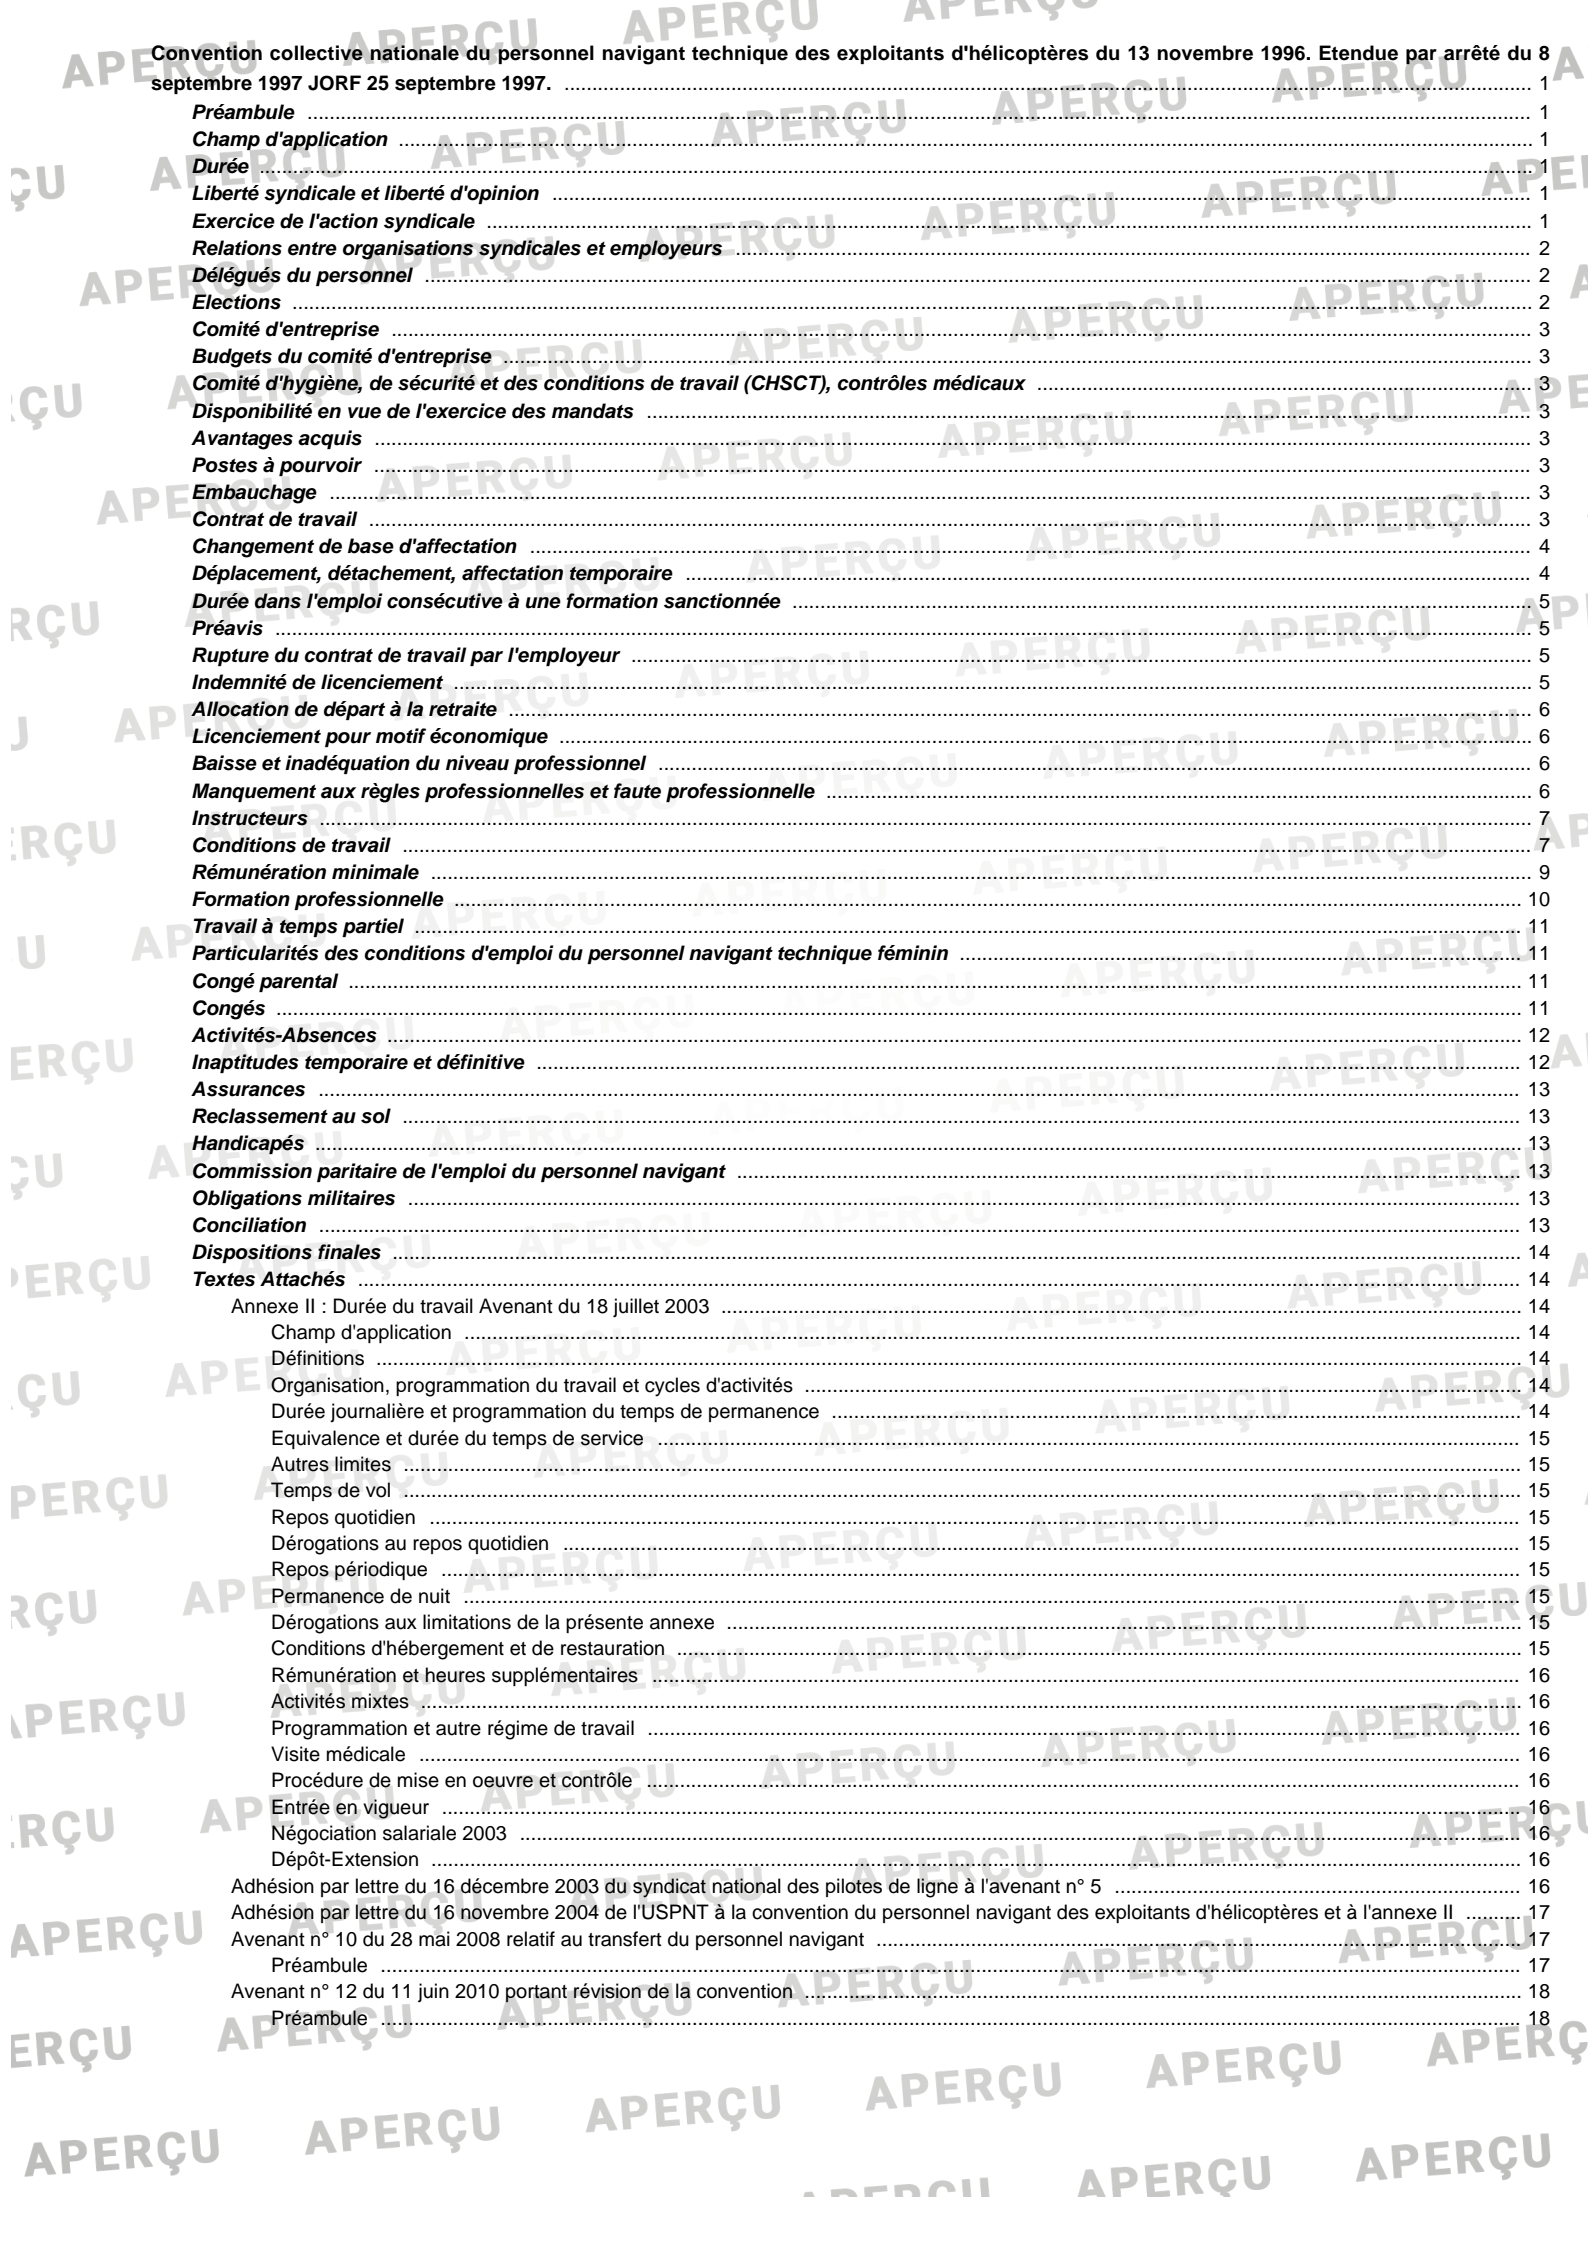 Convention collective nationale du personnel navigant technique des exploitants d'hélicoptères du 13 novembre 1996. Etendue par arrêté du 8
septembre 1997 JORF 25 septembre 1997. 1
Préambule 1
Champ d'application 1
Durée 1
Liberté syndicale et liberté d'opinion 1
Exercice de l'action syndicale 1
Relations entre organisations syndicales et employeurs 2
Délégués du personnel 2
Elections 2
Comité d'entreprise 3
Budgets du comité d'entreprise 3
Comité d'hygiène, de sécurité et des conditions de travail (CHSCT), contrôles médicaux 3
Disponibilité en vue de l'exercice des mandats 3
Avantages acquis 3
Postes à pourvoir 3
Embauchage 3
Contrat de travail 3
Changement de base d'affectation 4
Déplacement, détachement, affectation temporaire 4
Durée dans l'emploi consécutive à une formation sanctionnée 5
Préavis 5
Rupture du contrat de travail par l'employeur 5
Indemnité de licenciement 5
Allocation de départ à la retraite 6
Licenciement pour motif économique 6
Baisse et inadéquation du niveau professionnel 6
Manquement aux règles professionnelles et faute professionnelle 6
Instructeurs 7
Conditions de travail 7
Rémunération minimale 9
Formation professionnelle 10
Travail à temps partiel 11
Particularités des conditions d'emploi du personnel navigant technique féminin 11
Congé parental 11
Congés 11
Activités-Absences 12
Inaptitudes temporaire et définitive 12
Assurances 13
Reclassement au sol 13
Handicapés 13
Commission paritaire de l'emploi du personnel navigant 13
Obligations militaires 13
Conciliation 13
Dispositions finales 14
Textes Attachés 14
Annexe II : Durée du travail Avenant du 18 juillet 2003 14
Champ d'application 14
Définitions 14
Organisation, programmation du travail et cycles d'activités 14
Durée journalière et programmation du temps de permanence 14
Equivalence et durée du temps de service 15
Autres limites 15
Temps de vol 15
Repos quotidien 15
Dérogations au repos quotidien 15
Repos périodique 15
Permanence de nuit 15
Dérogations aux limitations de la présente annexe 15
Conditions d'hébergement et de restauration 15
Rémunération et heures supplémentaires 16
Activités mixtes 16
Programmation et autre régime de travail 16
Visite médicale 16
Procédure de mise en oeuvre et contrôle 16
Entrée en vigueur 16
Négociation salariale 2003 16
Dépôt-Extension 16
Adhésion par lettre du 16 décembre 2003 du syndicat national des pilotes de ligne à l'avenant n° 5 16
Adhésion par lettre du 16 novembre 2004 de l'USPNT à la convention du personnel navigant des exploitants d'hélicoptères et à l'annexe II 17
Avenant n° 10 du 28 mai 2008 relatif au transfert du personnel navigant 17
Préambule 17
Avenant n° 12 du 11 juin 2010 portant révision de la convention 18
Préambule 18
APERÇU